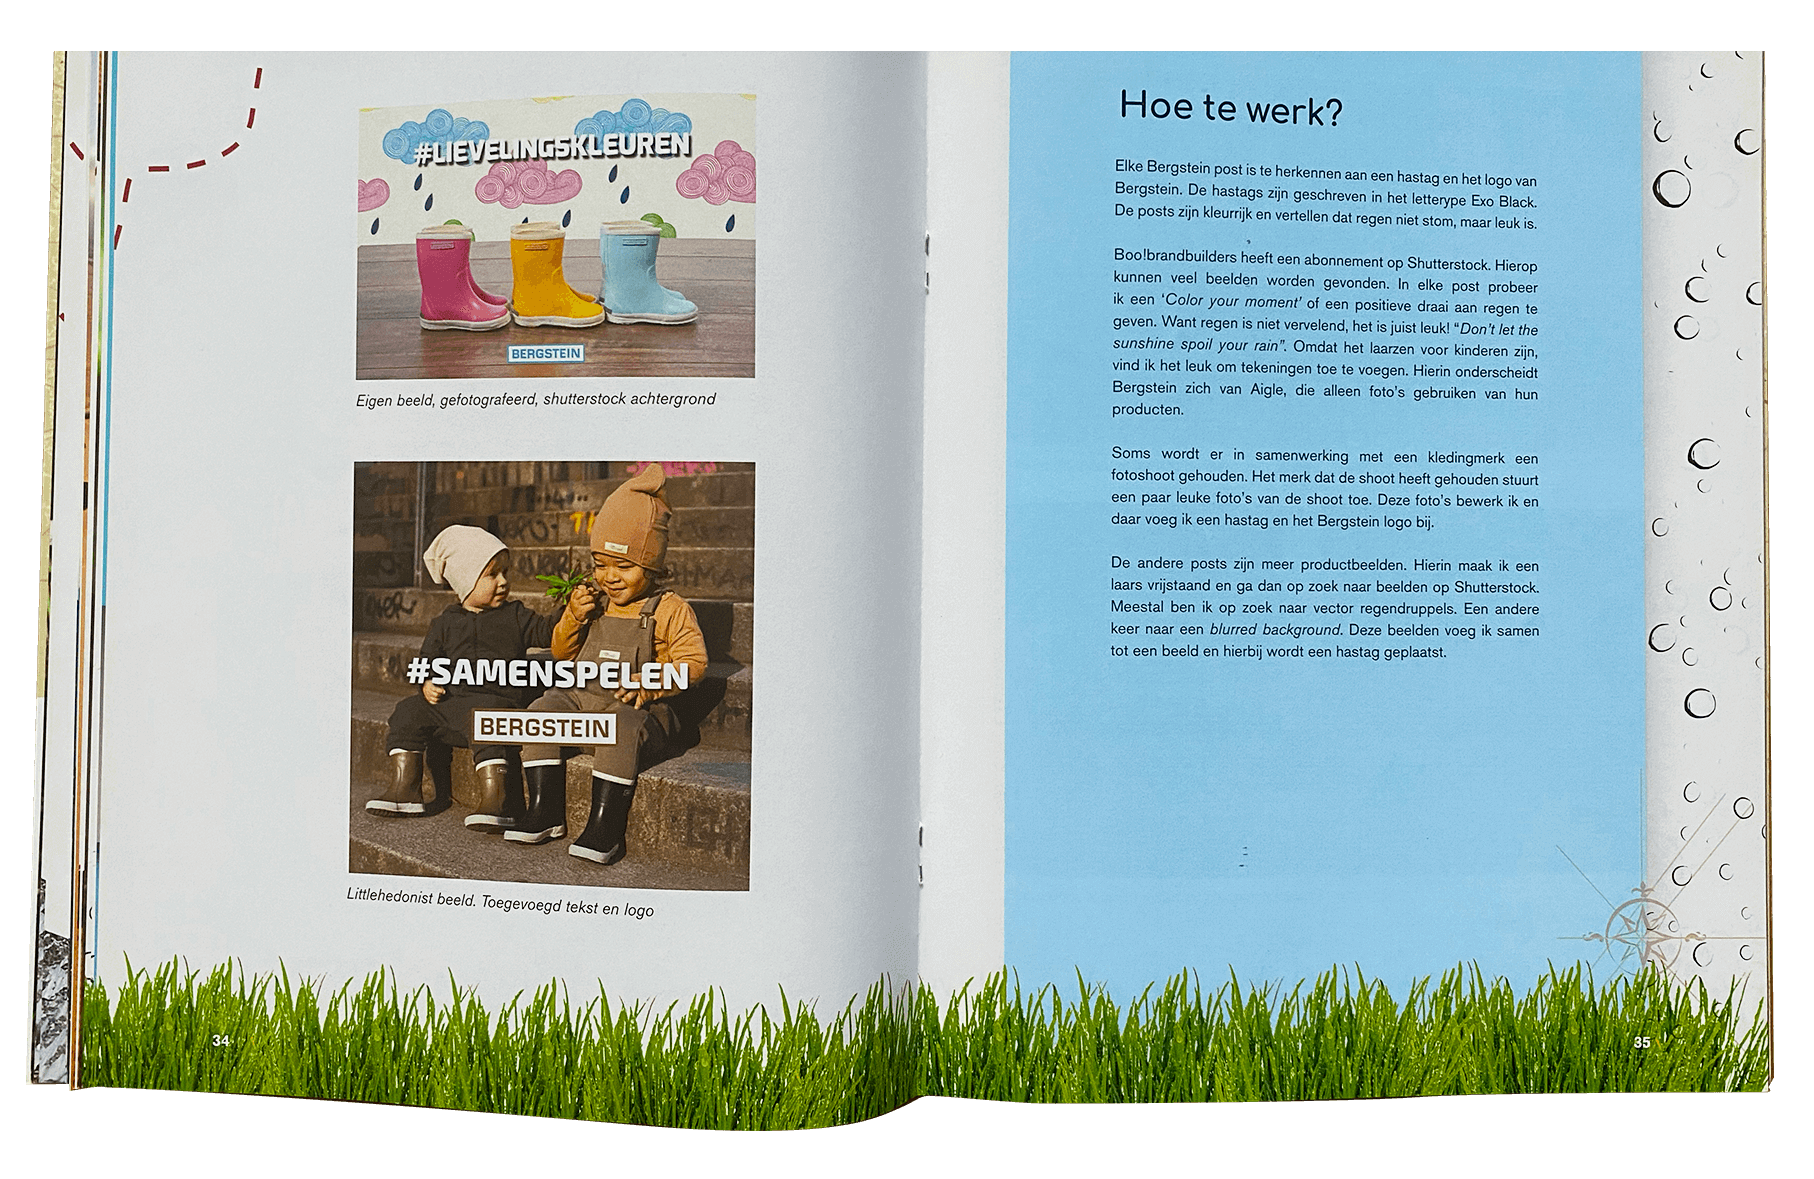 #LIEVELINGSKLEUREN
BERGSTEIN
Eigen beeld, gefotografeerd, shutterstock achtergrond
#SAMENSPELEN
BERGSTEIN
Littlehedonist beeld. Toegevoegd tekst en logo
34
Hoe te werk?
Elke Bergstein post is te herkennen aan een hastag en het logo van
Bergstein. De hastags zijn geschreven in het letterype Exo Black.
De posts zijn kleurrijk en vertellen dat regen niet stom, maar leuk is.
Boo!brandbuilders heeft een abonnement op Shutterstock. Hierop
kunnen veel beelden worden gevonden. In elke post probeer
ik een ‘Color your moment’ of een positieve draai aan regen te
geven. Want regen is niet vervelend, het is juist leuk! “Don’t let the
sunshine spoil your rain”. Omdat het laarzen voor kinderen zijn,
vind ik het leuk om tekeningen toe te voegen. Hierin onderscheidt
Bergstein zich van Aigle, die alleen foto’s gebruiken van hun
producten.
Soms wordt er in samenwerking met een kledingmerk een
fotoshoot gehouden. Het merk dat de shoot heeft gehouden stuurt
een paar leuke foto’s van de shoot toe. Deze foto’s bewerk ik en
daar voeg ik een hastag en het Bergstein logo bij.
De andere posts zijn meer productbeelden. Hierin maak ik een
laars vrijstaand en ga dan op zoek naar beelden op Shutterstock.
Meestal ben ik op zoek naar vector regendruppels. Een andere
keer naar een blurred background. Deze beelden voeg ik samen
tot een beeld en hierbij wordt een hastag geplaatst.
35